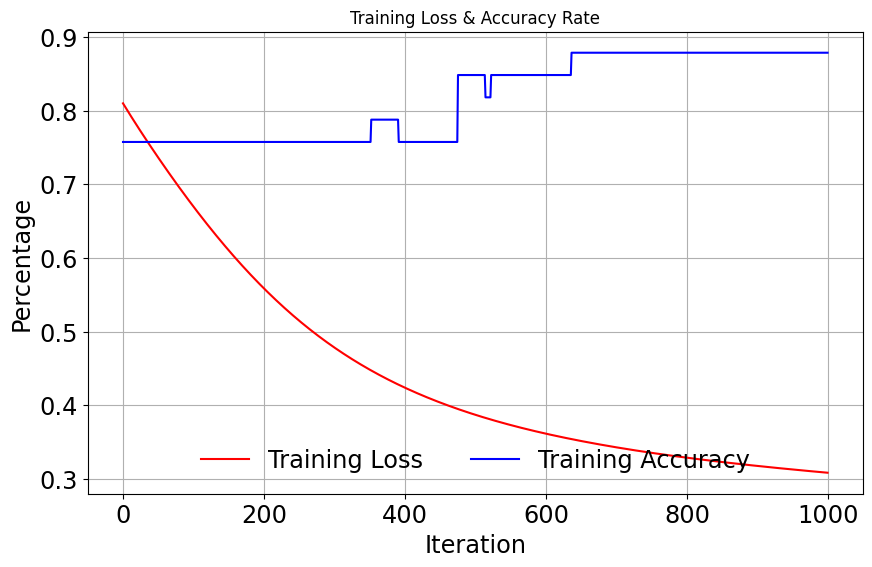 Training Loss & Accuracy Rate
0.9
0.8
0.7
0.6
0.5
0.4
0.3
Percentage
Training Loss
Training Accuracy
0 200 400 600 800 1000
Iteration